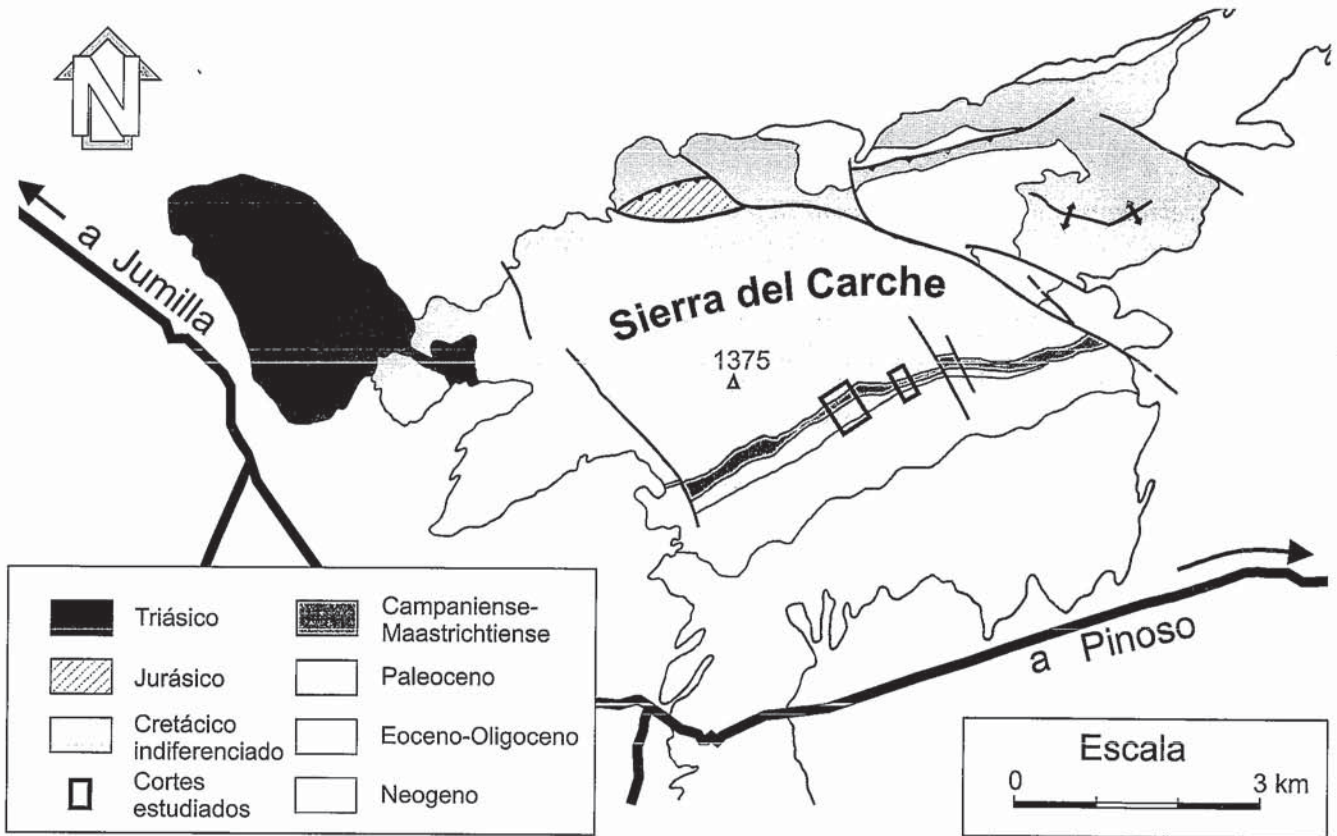 N
a Jumilla
Sierra del Carche
1375
a Pinoso
Triásico
Jurásico
Cretácico
indiferenciado
Cortes
estudiados
Campaniense-
Maastrichtiense
Paleoceno
Eoceno-Oligoceno
Neogeno
Escala
0 3 km